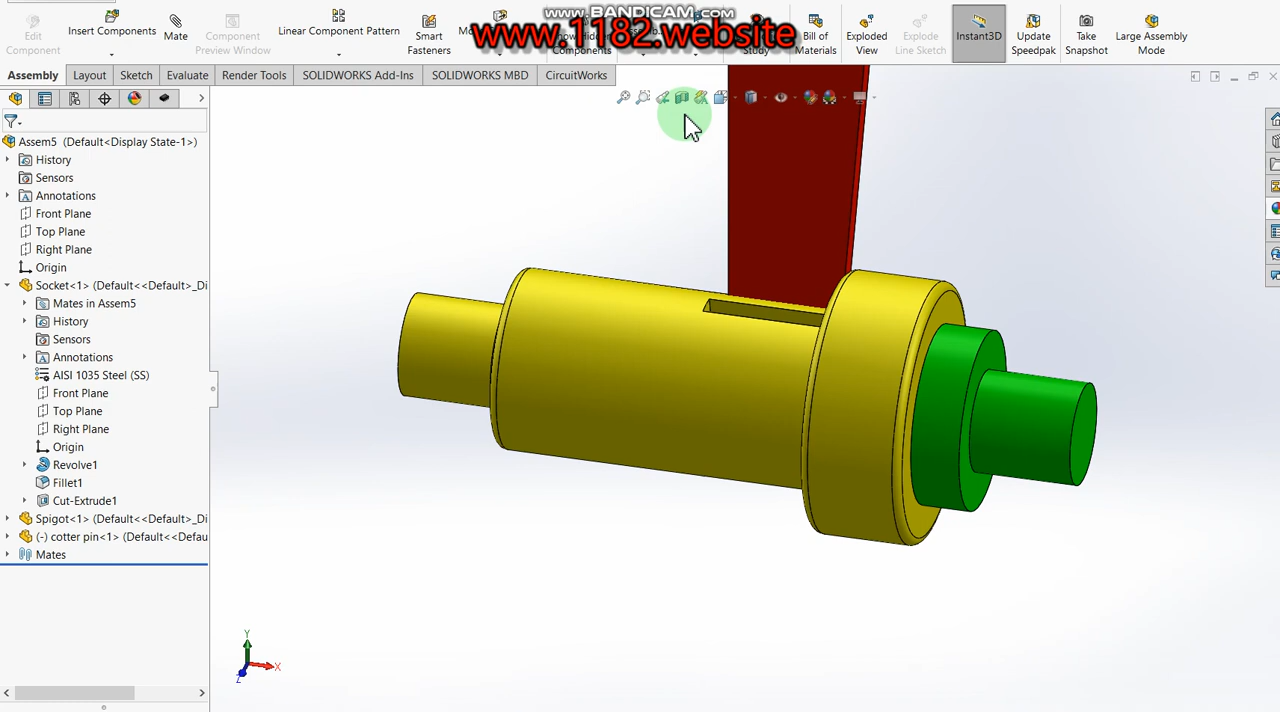 www.BANDICAM.com
www.1182.website
Edit Component
Insert Components
Mate
Component Preview Window
Linear Component Pattern
Smart Fasteners
Components
Study
Bill of Materials
Exploded View
Explode Line Sketch
Instant3D
Update Speedpak
Take Snapshot
Large Assembly Mode
Assembly
Layout
Sketch
Evaluate
Render Tools
SOLIDWORKS Add-Ins
SOLIDWORKS MBD
CircuitWorks
Assem5 (Default<Display State-1>)
History
Sensors
Annotations
Front Plane
Top Plane
Right Plane
Origin
Socket<1> (Default<<Default>_Di
Mates in Assem5
History
Sensors
Annotations
AISI 1035 Steel (SS)
Front Plane
Top Plane
Right Plane
Origin
Revolve1
Fillet1
Cut-Extrude1
Spigot<1> (Default<<Default>_Di
(-) cotter pin<1> (Default<<Defau
Mates
Y
X
Z